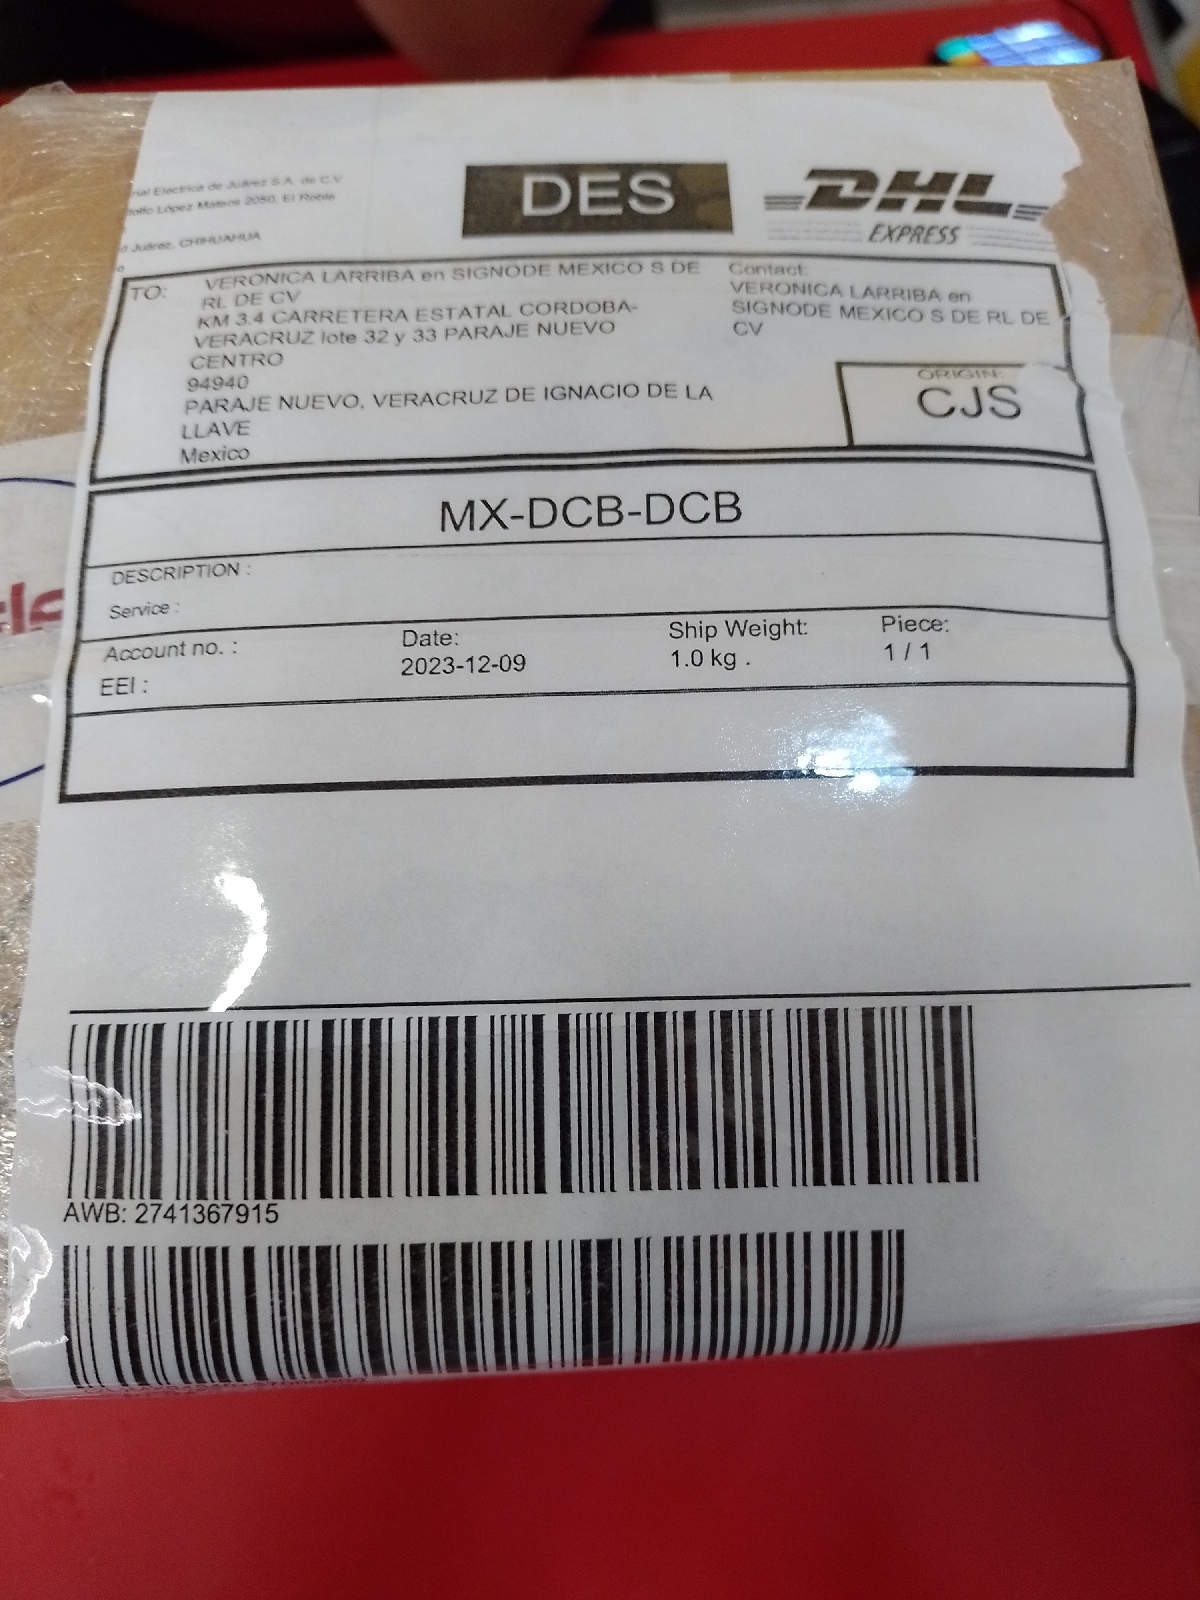 Electrica de Juárez S.A. de C.V
López Mateos 2050, El Roble
Juárez, CHIHUAHUA
DES
DHL
EXPRESS
TO:
VERONICA LARRIBA en SIGNODE MEXICO S DE
RL DE CV
KM 3.4 CARRETERA ESTATAL CORDOBA-
VERACRUZ lote 32 y 33 PARAJE NUEVO
CENTRO
94940
PARAJE NUEVO, VERACRUZ DE IGNACIO DE LA
LLAVE
Mexico
Contact:
VERONICA LARRIBA en
SIGNODE MEXICO S DE RL DE
CV
ORIGIN:
CJS
MX-DCB-DCB
DESCRIPTION :
Service :
Account no. :
EEI :
Date:
2023-12-09
Ship Weight:
1.0 kg .
Piece:
1 / 1
AWB: 2741367915